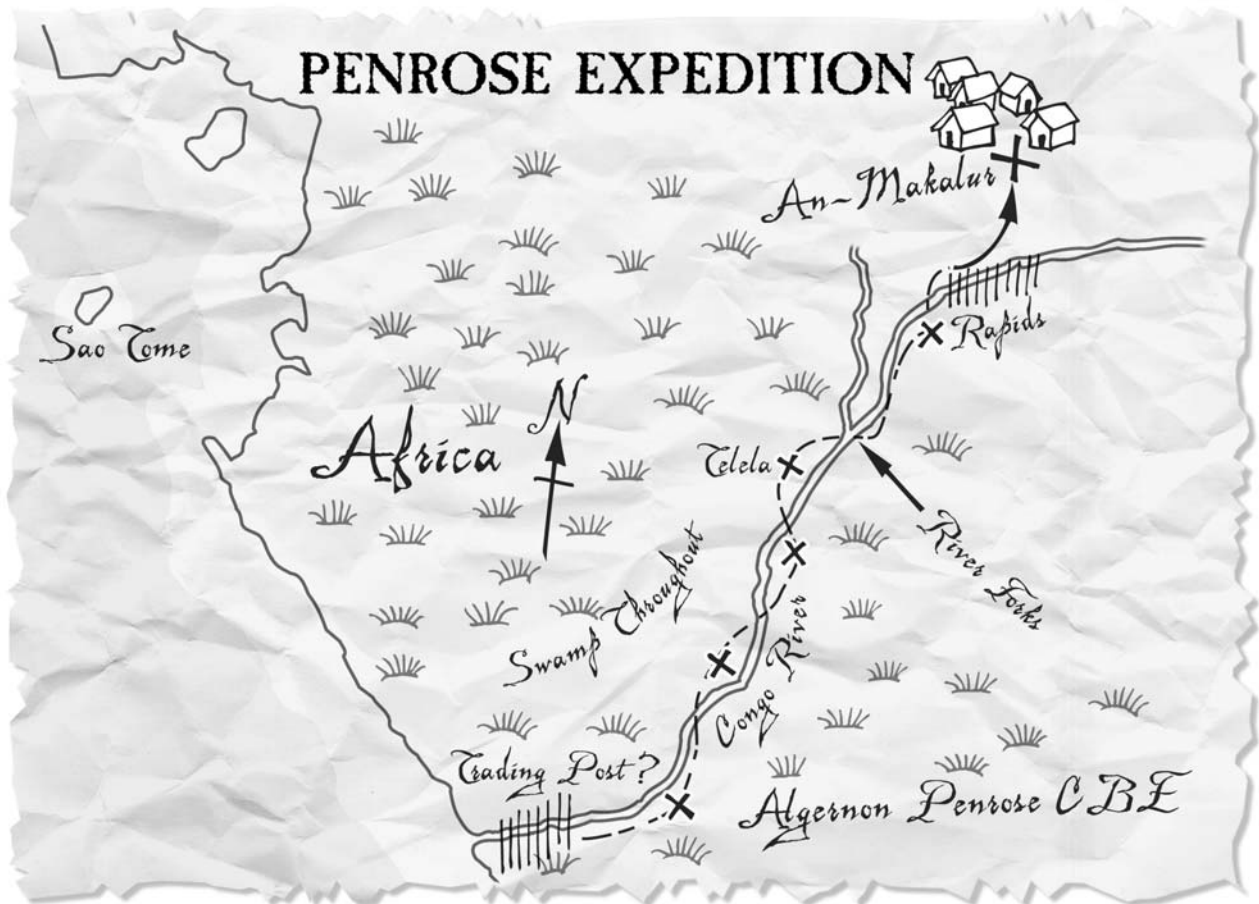 PENROSE EXPEDITION
An-Makalur
Sao Tome
Rapids
Africa
N
Telela
River Forks
Swamp Throughout
Congo River
Trading Post?
Algernon Penrose CBE